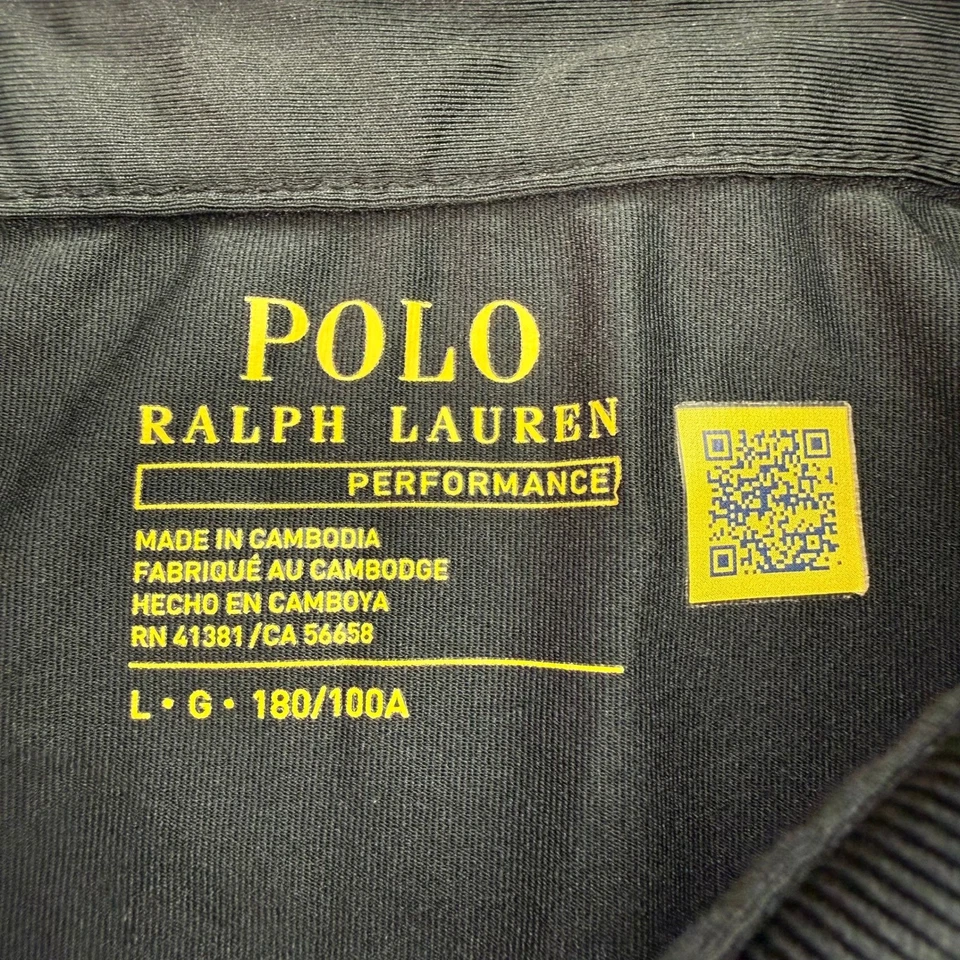 POLO
RALPH LAUREN
PERFORMANCE
MADE IN CAMBODIA
FABRIQUÉ AU CAMBODGE
HECHO EN CAMBOYA
RN 41381/CA 56658
L • G • 180/100A